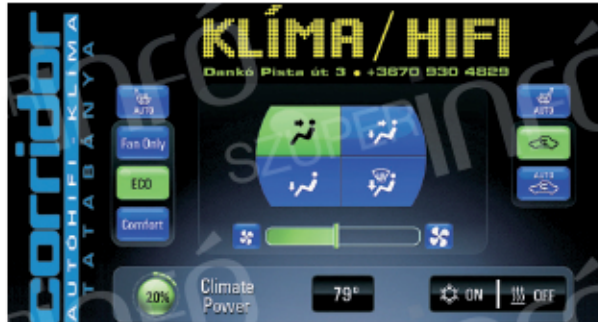 corridor
AUTÓHIFI-KLÍMA
TATABÁNYA
KLÍMA/HIFI
Dankó Pista út 3 • +3670 930 4829
AUTO
Fan Only
ECO
Comfort
AUTO
AUTO
SZUPERINFÓ
20%
Climate
Power
79°
ON
OFF